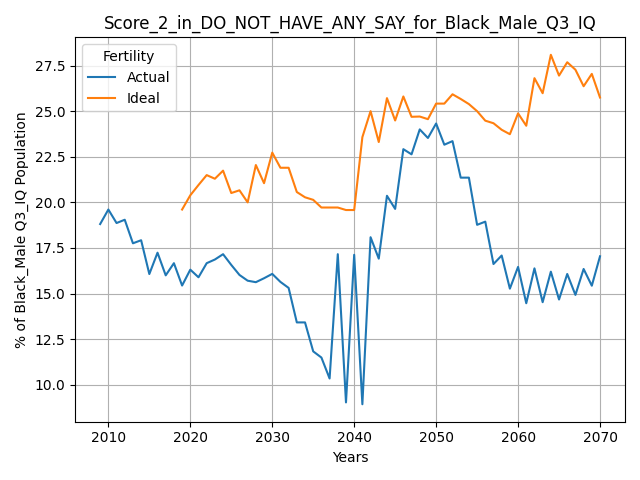 Score_2_in_DO_NOT_HAVE_ANY_SAY_for_Black_Male_Q3_IQ
Fertility
Actual
Ideal
% of Black_Male Q3_IQ Population
27.5
25.0
22.5
20.0
17.5
15.0
12.5
10.0
2010 2020 2030 2040 2050 2060 2070
Years